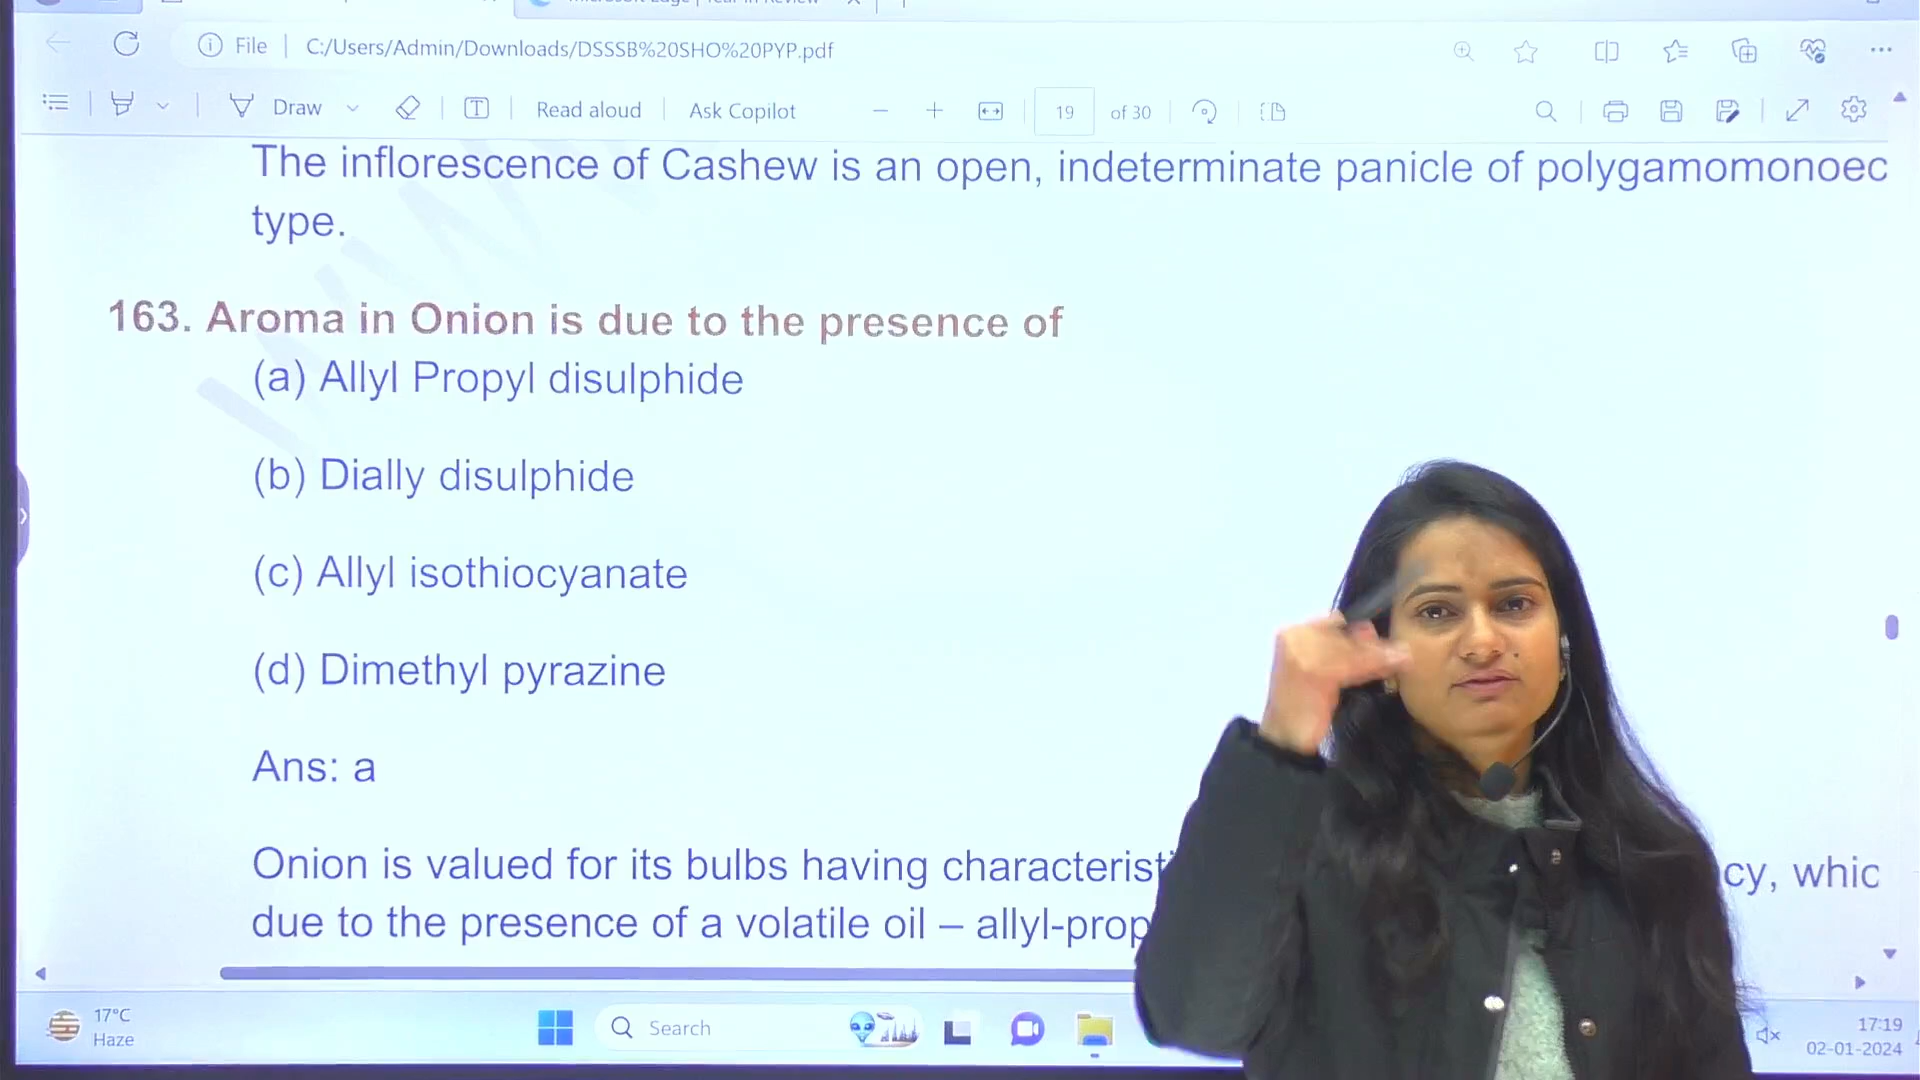 File
C:/Users/Admin/Downloads/DSSSB%20SHO%20PYP.pdf
Draw
Read aloud
Ask Copilot
19
of 30
The inflorescence of Cashew is an open, indeterminate panicle of polygamomonoec
type.
163. Aroma in Onion is due to the presence of
(a) Allyl Propyl disulphide
(b) Dially disulphide
(c) Allyl isothiocyanate
(d) Dimethyl pyrazine
Ans: a
Onion is valued for its bulbs having characterist cy, whic
due to the presence of a volatile oil – allyl-prop
17°C
Haze
Search
17:19
02-01-2024